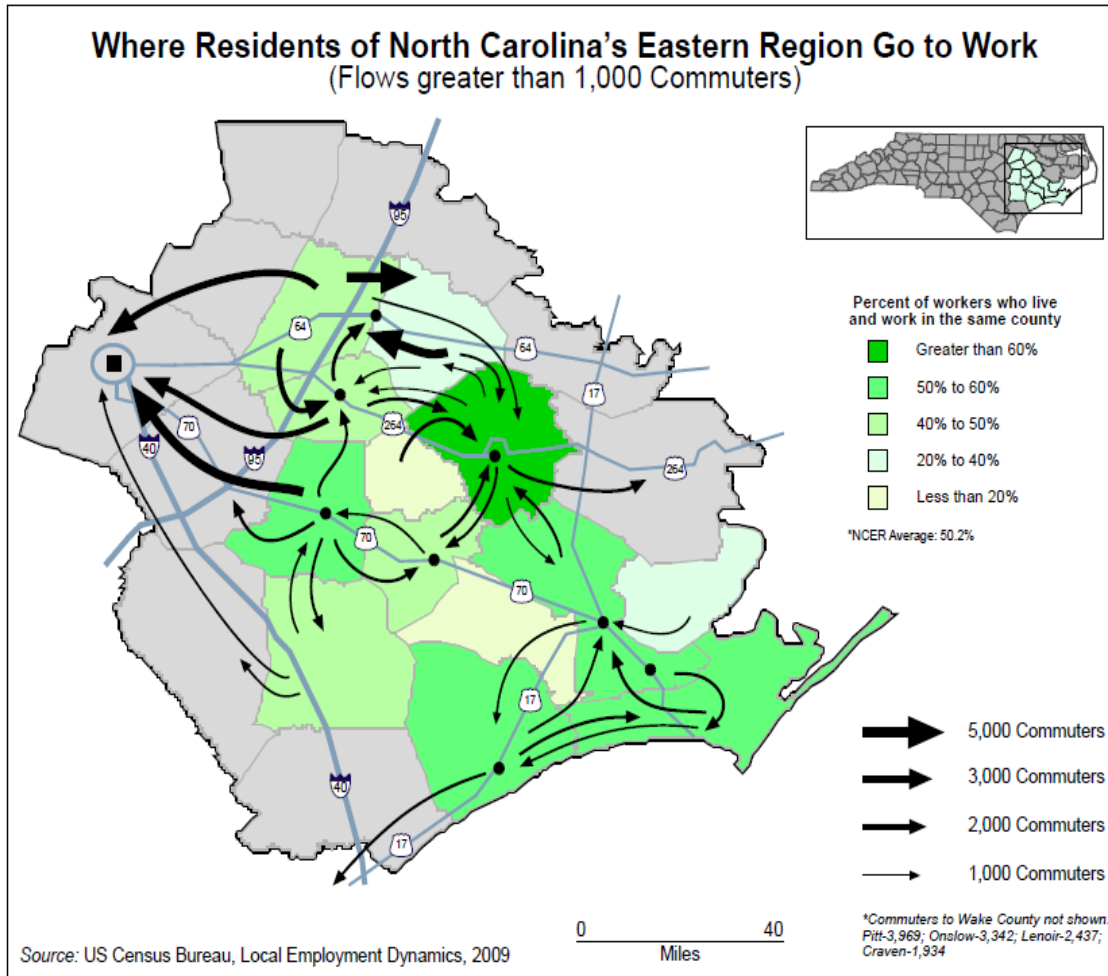 Where Residents of North Carolina's Eastern Region Go to Work
(Flows greater than 1,000 Commuters)
95
64
64
17
70
264
264
40
95
70
70
17
40
17
Percent of workers who live
and work in the same county
Greater than 60%
50% to 60%
40% to 50%
20% to 40%
Less than 20%
*NCER Average: 50.2%
5,000 Commuters
3,000 Commuters
2,000 Commuters
1,000 Commuters
*Commuters to Wake County not shown:
Pitt-3,969; Onslow-3,342; Lenoir-2,437;
Craven-1,934
0 40
Miles
Source: US Census Bureau, Local Employment Dynamics, 2009